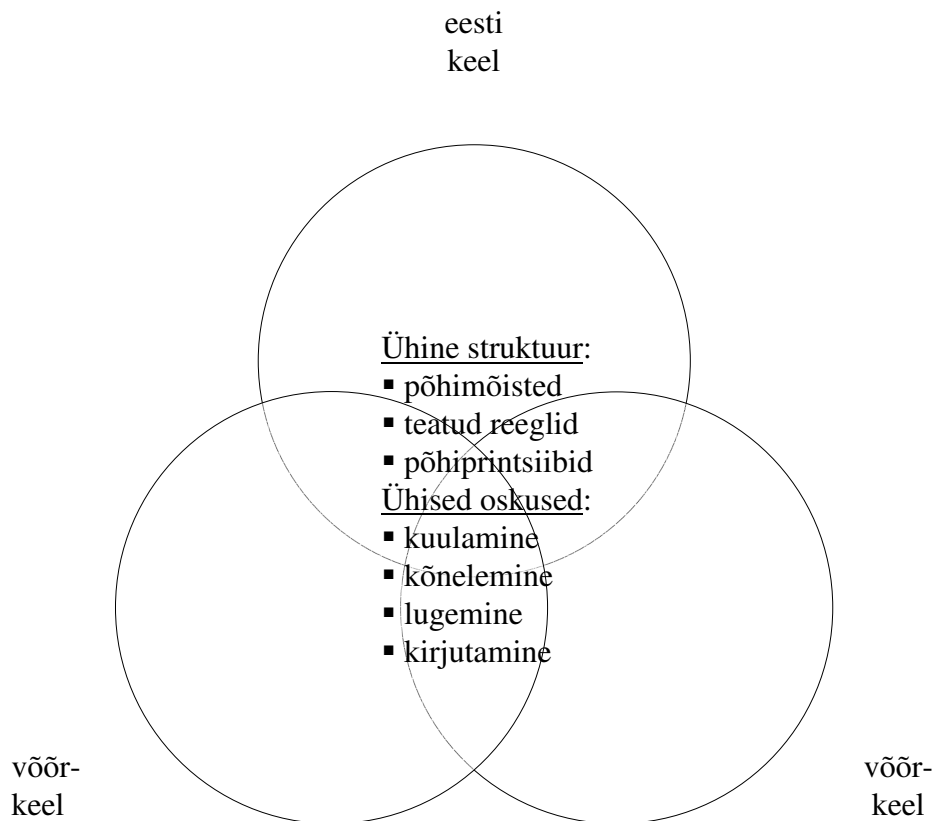 eesti
keel
Ühine struktuur:
▪ põhimõisted
▪ teatud reeglid
▪ põhiprintsiibid
Ühised oskused:
▪ kuulamine
▪ kõnelemine
▪ lugemine
▪ kirjutamine
võõr-
keel
võõr-
keel